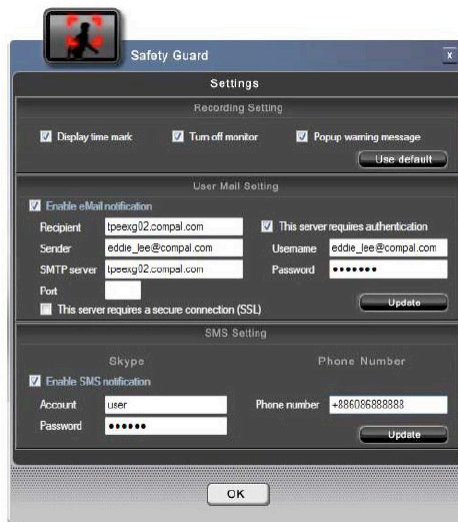 Safety Guard
x
Settings
Recording Setting
Display time mark
Turn off monitor
Popup warning message
Use default
User Mail Setting
Enable eMail notification
Recipient tpeexg02.compal.com
This server requires authentication
Sender eddie_lee@compal.com
Username eddie_lee@compal.com
SMTP server tpeexg02.compal.com
Password •••••••
Port
This server requires a secure connection (SSL)
Update
SMS Setting
Skype
Phone Number
Enable SMS notification
Account user
Phone number +886086888888
Password ••••••
Update
OK